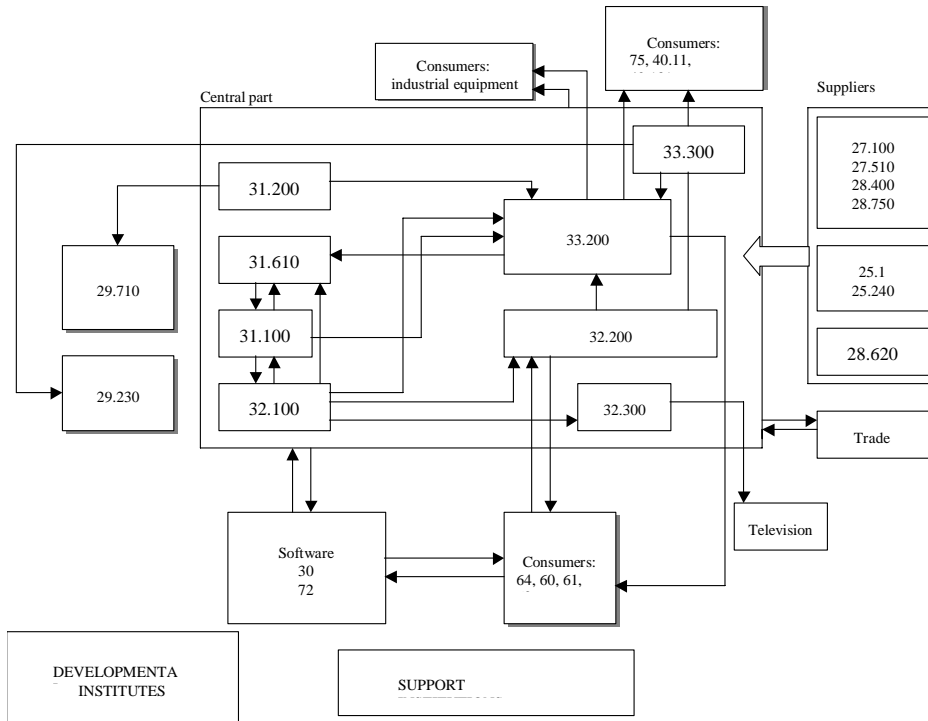 Consumers:
industrial equipment
Consumers:
75, 40.11,
Suppliers
Central part
27.100
27.510
28.400
28.750
33.300
31.200
33.200
31.610
29.710
25.1
25.240
31.100
32.200
28.620
29.230
32.100
32.300
Trade
Television
Software
30
72
Consumers:
64, 60, 61,
DEVELOPMENTA
INSTITUTES
SUPPORT